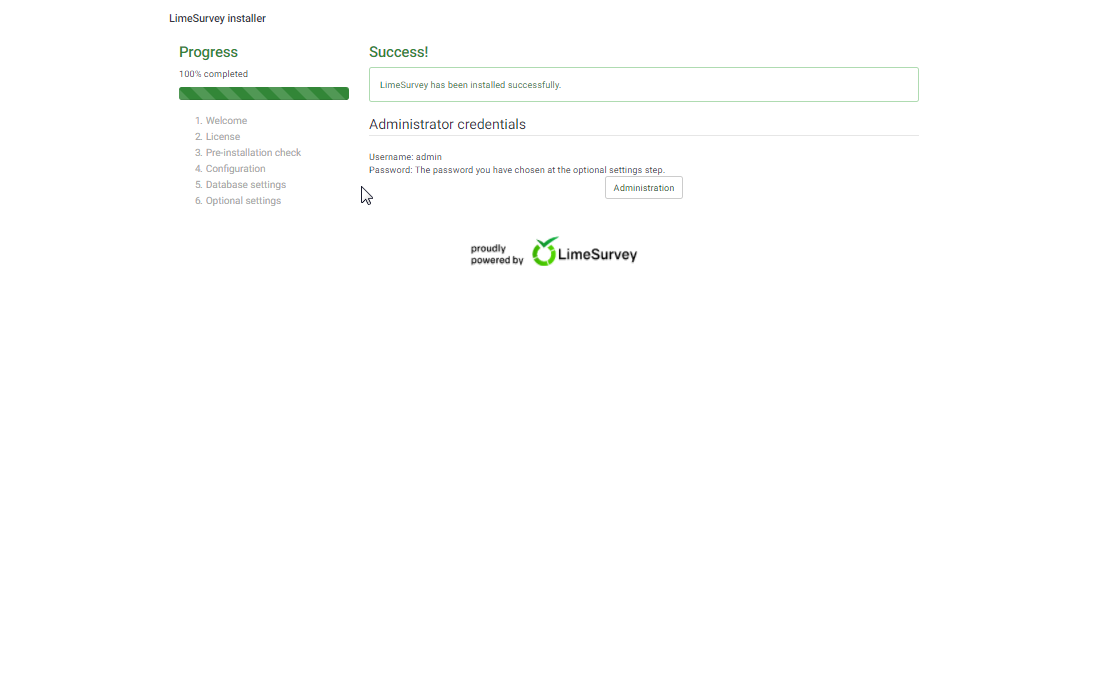 LimeSurvey installer
Progress
100% completed
1. Welcome
2. License
3. Pre-installation check
4. Configuration
5. Database settings
6. Optional settings
Success!
LimeSurvey has been installed successfully.
Administrator credentials
Username: admin
Password: The password you have chosen at the optional settings step.
Administration
proudly
powered by
LimeSurvey